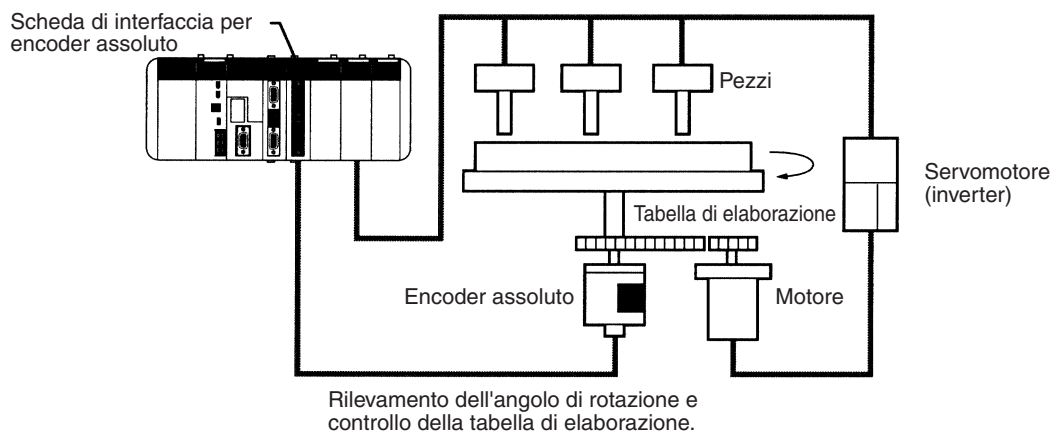 Scheda di interfaccia per
encoder assoluto
Pezzi
Servomotore
(inverter)
Tabella di elaborazione
Encoder assoluto
Motore
Rilevamento dell'angolo di rotazione e
controllo della tabella di elaborazione.